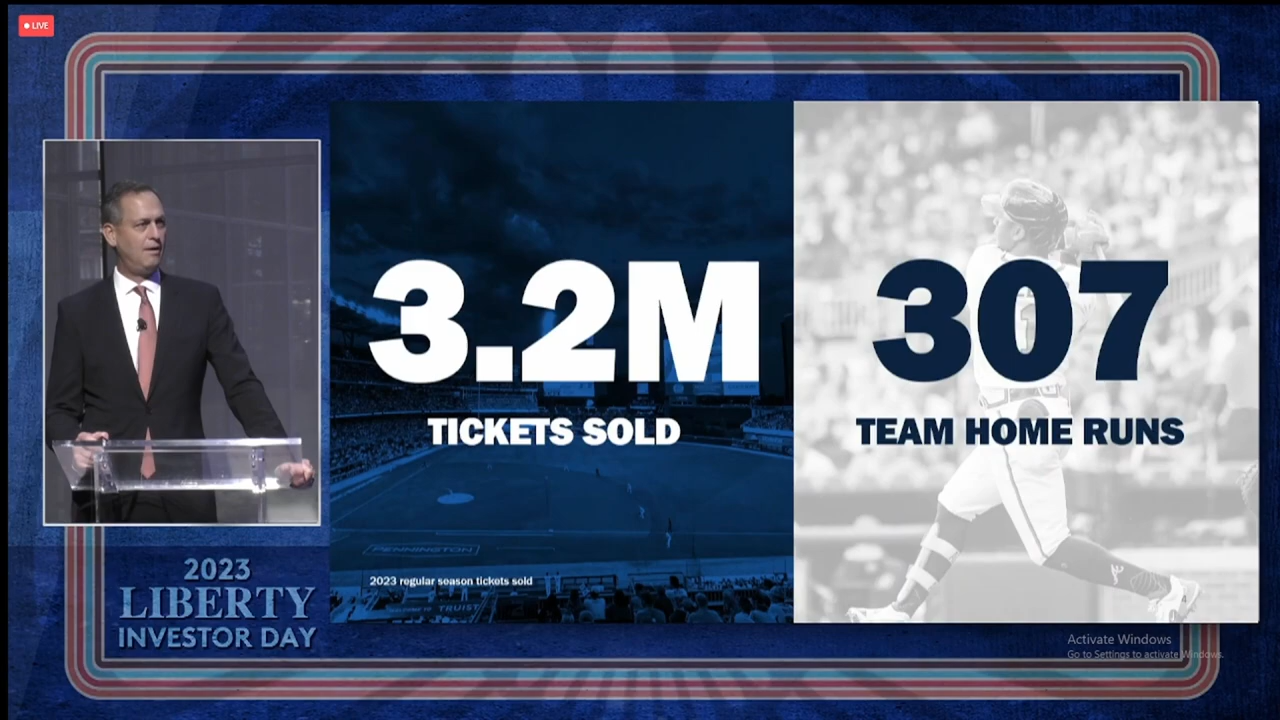 LIVE
3.2M
TICKETS SOLD
PENNINGTON
2023 regular season tickets sold
TRUIST
307
TEAM HOME RUNS
2023
LIBERTY
INVESTOR DAY
Activate Windows
Go to Settings to activate Windows.